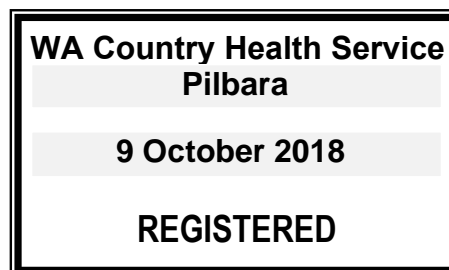 WA Country Health Service
Pilbara
9 October 2018
REGISTERED